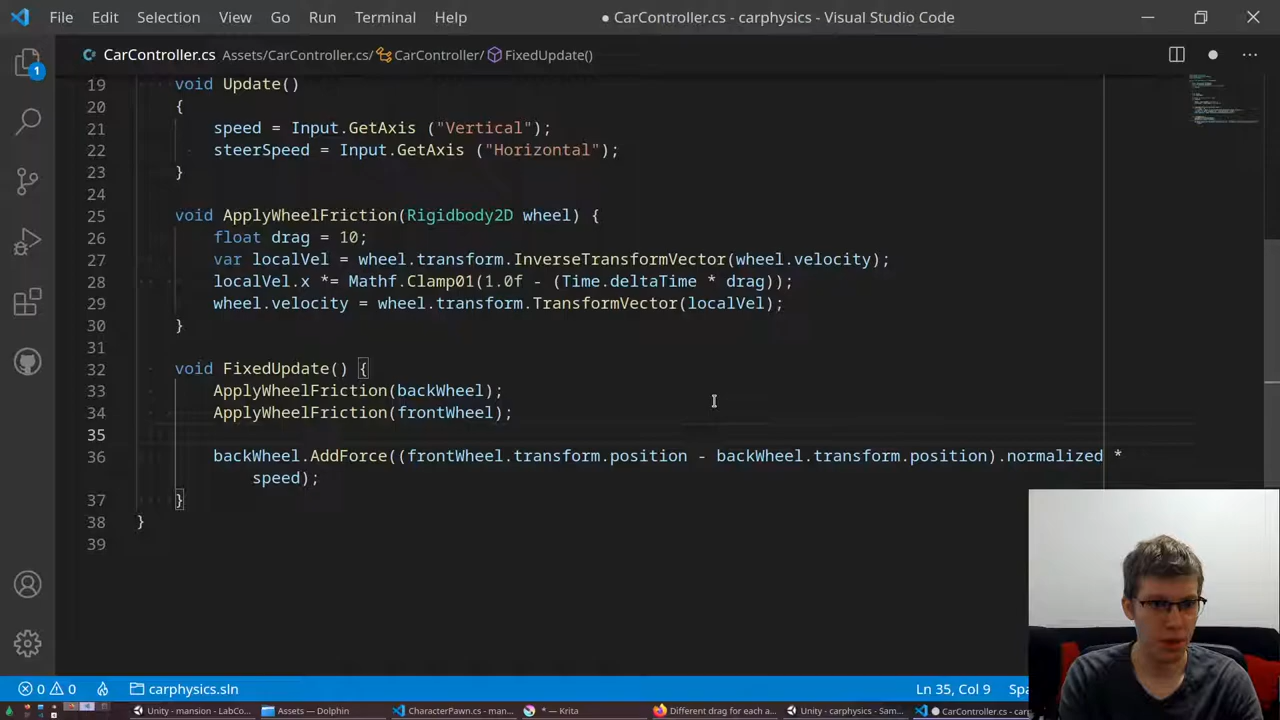 File Edit Selection View Go Run Terminal Help ● CarController.cs - carphysics - Visual Studio Code
CarController.cs Assets/CarController.cs/ CarController/ FixedUpdate()
1
19 void Update()
20 {
21 speed = Input.GetAxis ("Vertical");
22 steerSpeed = Input.GetAxis ("Horizontal");
23 }
24
25 void ApplyWheelFriction(Rigidbody2D wheel) {
26 float drag = 10;
27 var localVel = wheel.transform.InverseTransformVector(wheel.velocity);
28 localVel.x *= Mathf.Clamp01(1.0f - (Time.deltaTime * drag));
29 wheel.velocity = wheel.transform.TransformVector(localVel);
30 }
31
32 void FixedUpdate() {
33 ApplyWheelFriction(backWheel);
34 ApplyWheelFriction(frontWheel);
35
36 backWheel.AddForce((frontWheel.transform.position - backWheel.transform.position).normalized *
speed);
37 }
38 }
39
0 0 carphysics.sln Ln 35, Col 9 Spa
Unity - mansion - LabCo... Assets — Dolphin CharacterPawn.cs - man... * — Krita Different drag for each a... Unity - carphysics - Sam... ● CarController.cs - carp...